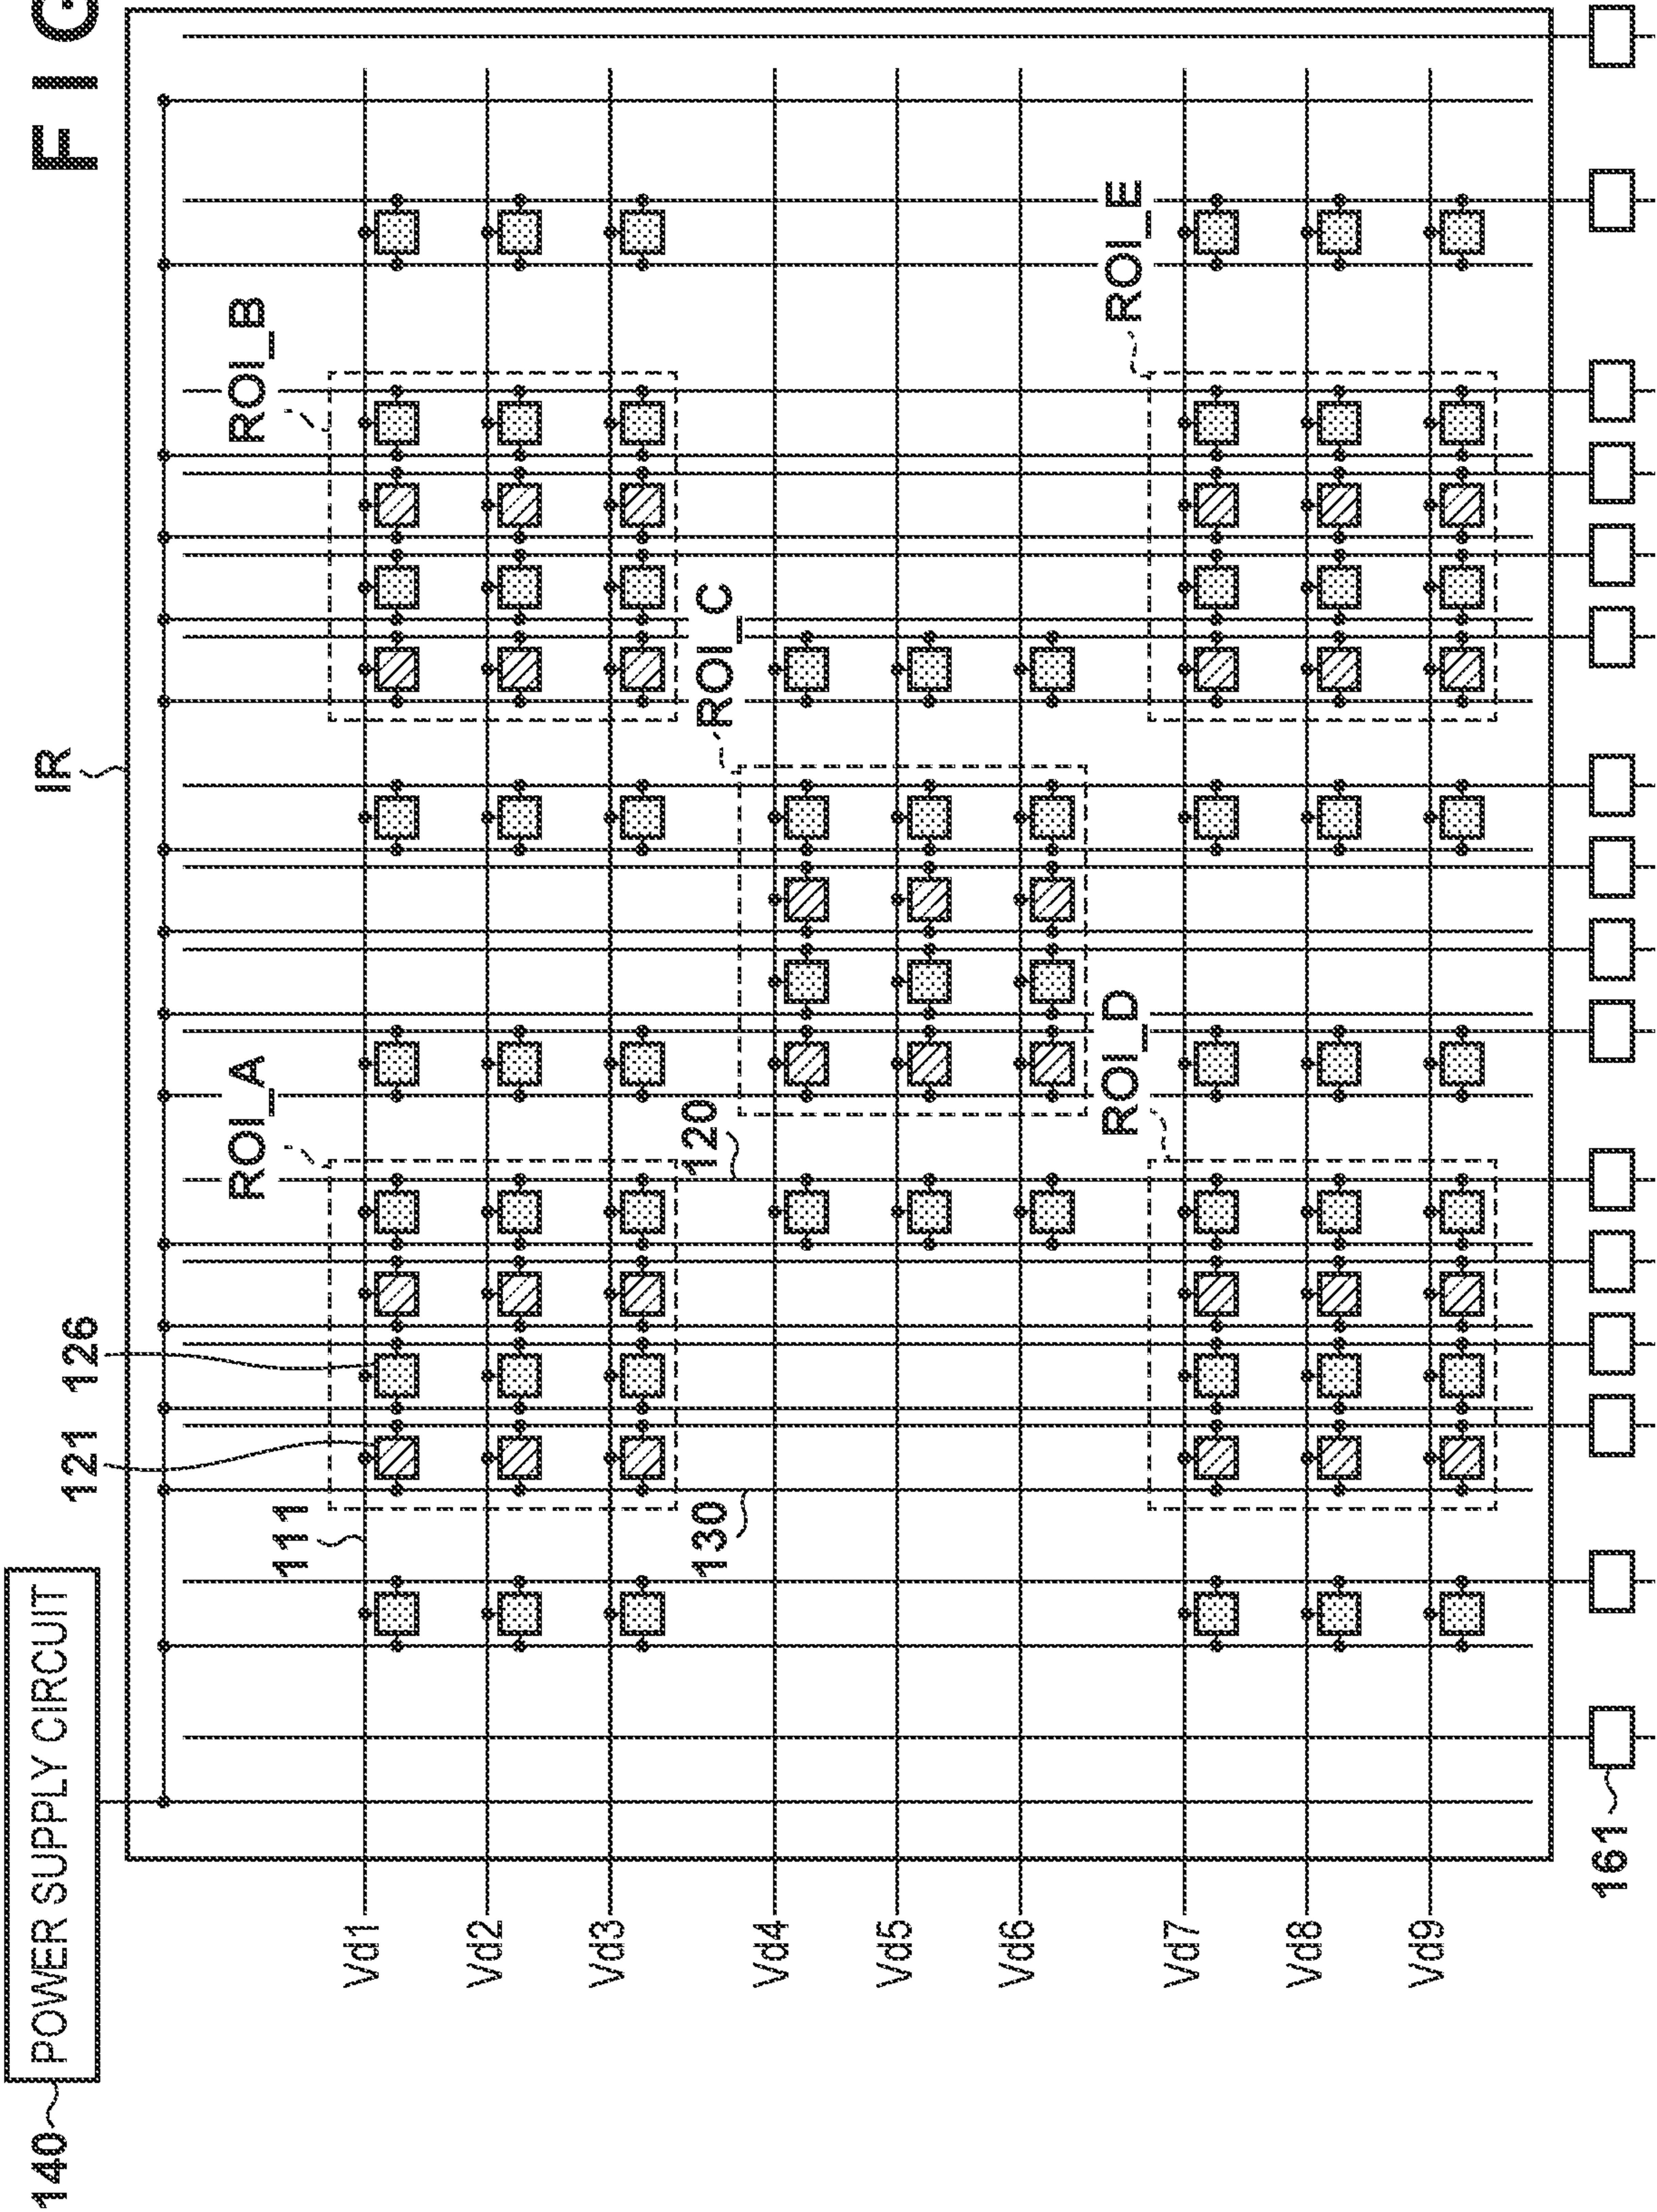 FIG
140
POWER SUPPLY CIRCUIT
IR
121
126
111
ROI_A
ROI_B
130
120
ROI_C
ROI_D
ROI_E
Vd1
Vd2
Vd3
Vd4
Vd5
Vd6
Vd7
Vd8
Vd9
161